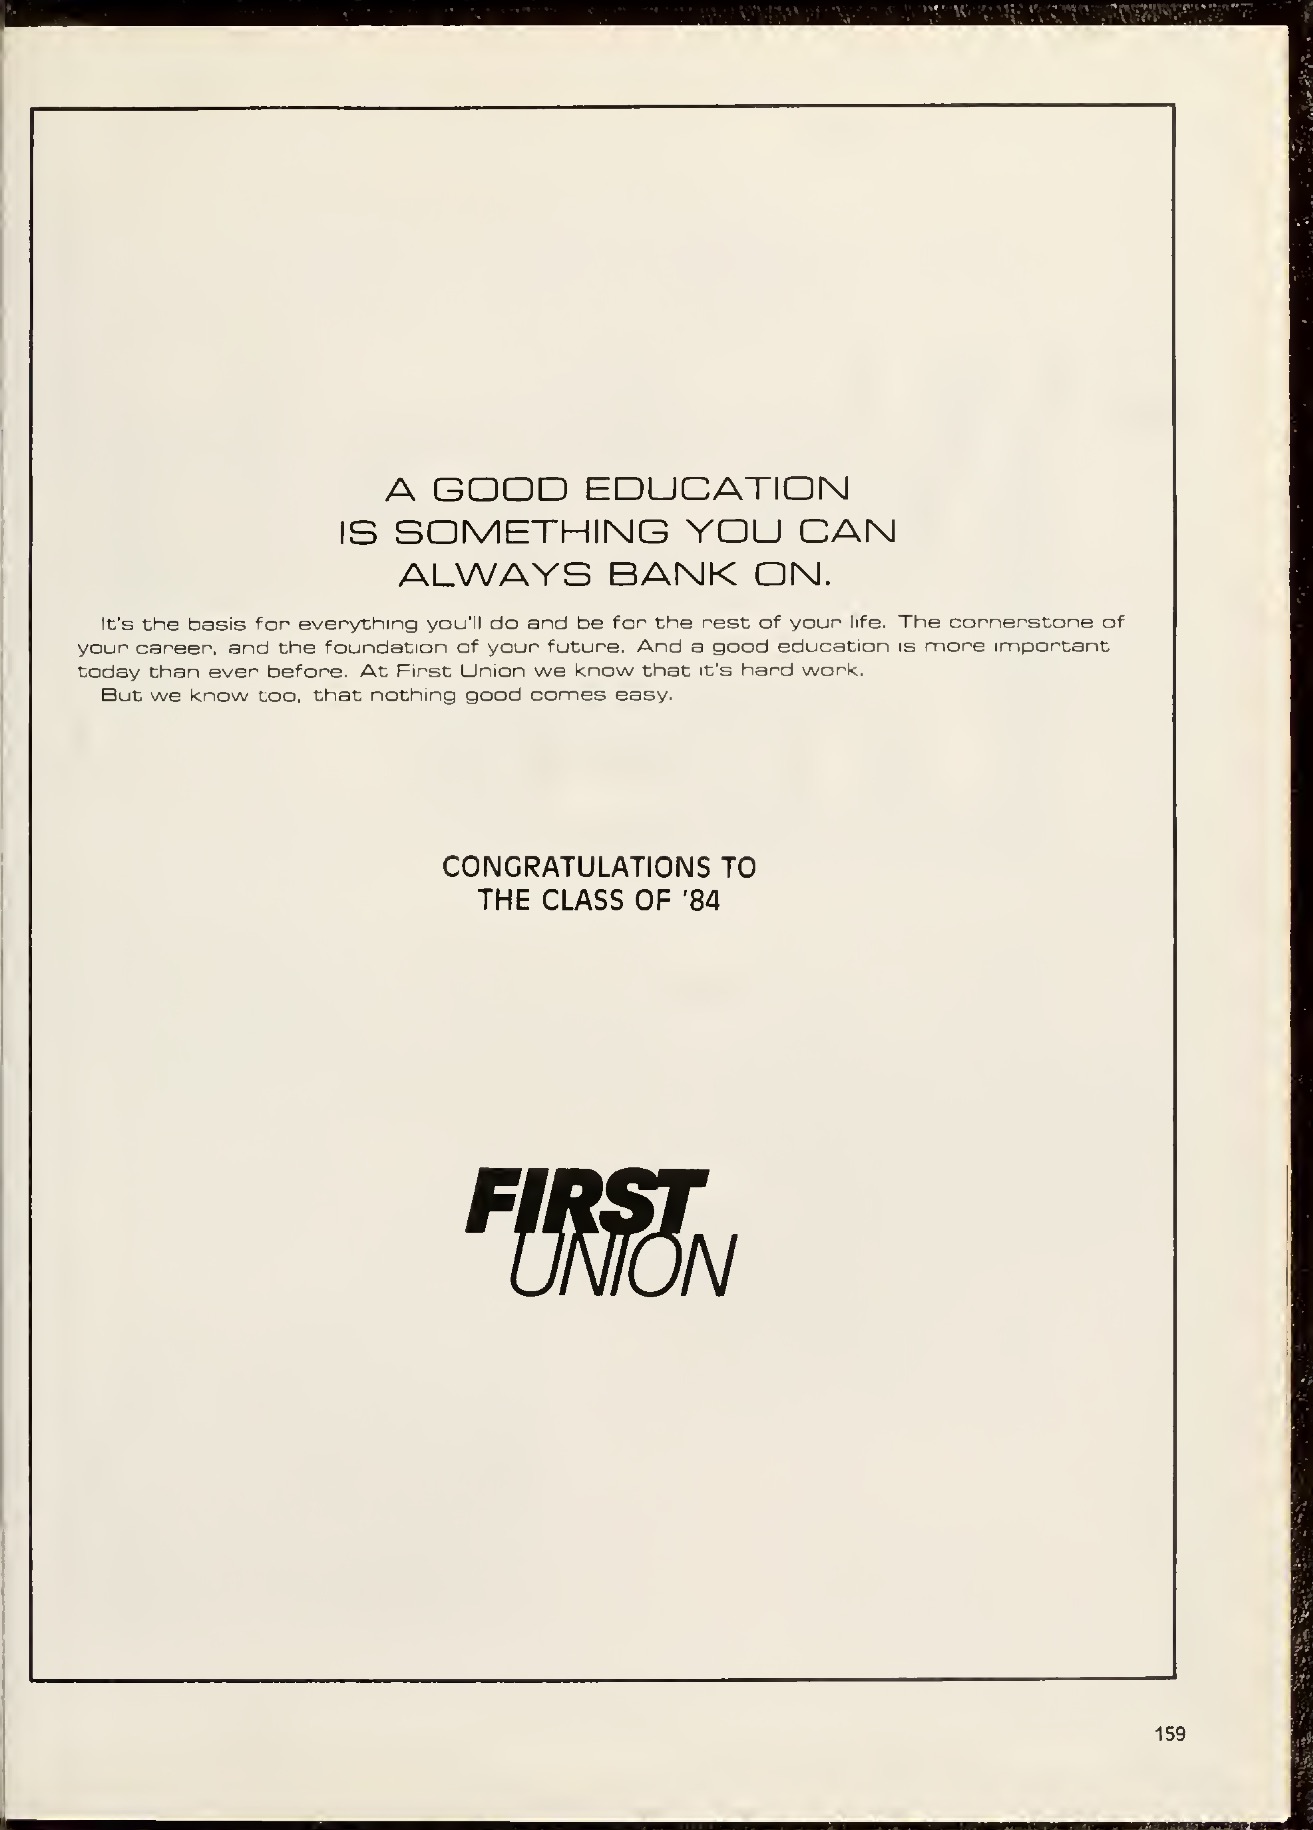 A GOOD EDUCATION
IS SOMETHING YOU CAN
ALWAYS BANK ON.
It's the basis for everything you'll do and be for the rest of your life. The cornerstone of
your career, and the foundation of your future. And a good education is more important
today than ever before. At First Union we know that it's hard work.
But we know too, that nothing good comes easy.
CONGRATULATIONS TO
THE CLASS OF '84
FIRST
UNION
159